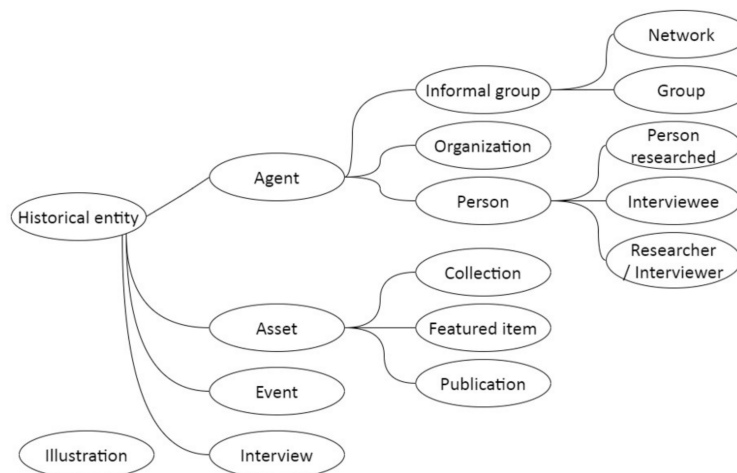 Network
Informal group
Group
Organization
Person
researched
Agent
Person
Interviewee
Historical entity
Researcher
/ Interviewer
Collection
Asset
Featured item
Event
Publication
Illustration
Interview